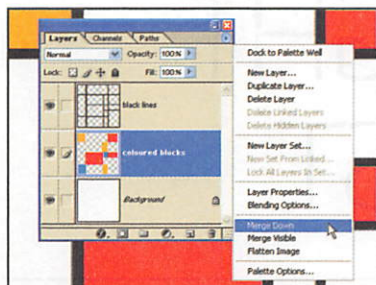 Layers Channels Paths
Normal Opacity: 100%
Lock: Fill: 100%
black lines
coloured blocks
Background
Dock to Palette Well
New Layer...
Duplicate Layer...
Delete Layer
Delete Linked Layers
Delete Hidden Layers
New Layer Set...
New Set From Linked...
Lock All Layers In Set...
Layer Properties...
Blending Options...
Merge Down
Merge Visible
Flatten Image
Palette Options...